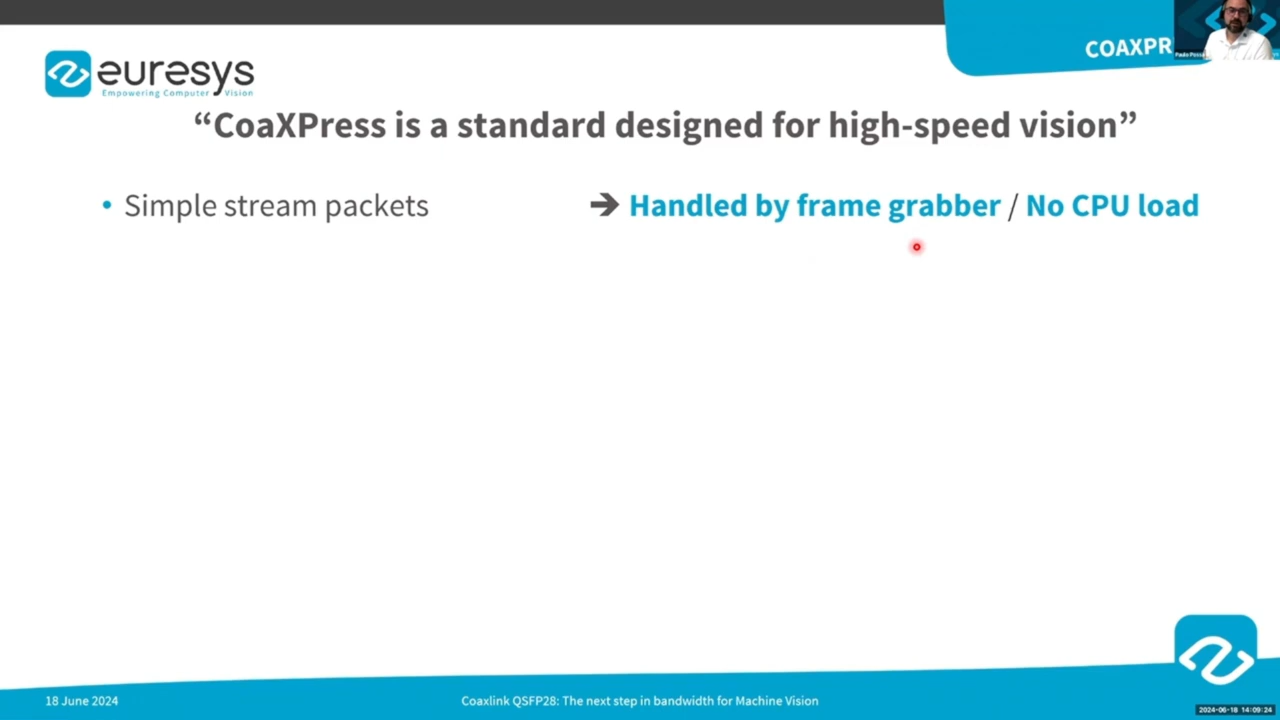 COAXPR
euresys
Empowering Computer Vision
“CoaXPress is a standard designed for high-speed vision”
• Simple stream packets ➔ Handled by frame grabber / No CPU load
18 June 2024
Coaxlink QSFP28: The next step in bandwidth for Machine Vision
2024-06-18 14:09:24